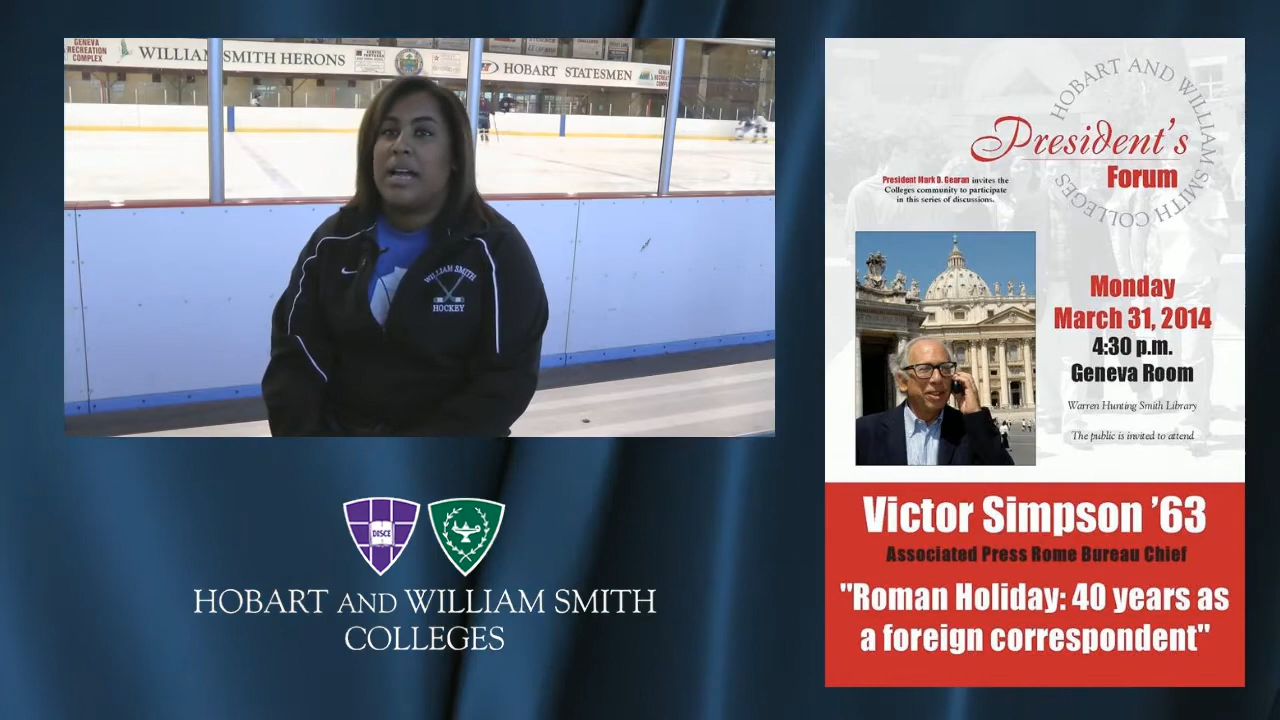 GENEVA
RECREATION
COMPLEX
WILLIAM SMITH HERONS
HOBART STATESMEN
WILLIAM SMITH
HOCKEY
DISCE
HOBART AND WILLIAM SMITH
COLLEGES
HOBART AND WILLIAM SMITH COLLEGES
President's
Forum
President Mark D. Gearan invites the
Colleges community to participate
in this series of discussions.
Monday
March 31, 2014
4:30 p.m.
Geneva Room
Warren Hunting Smith Library
The public is invited to attend
Victor Simpson ’63
Associated Press Rome Bureau Chief
"Roman Holiday: 40 years as
a foreign correspondent"